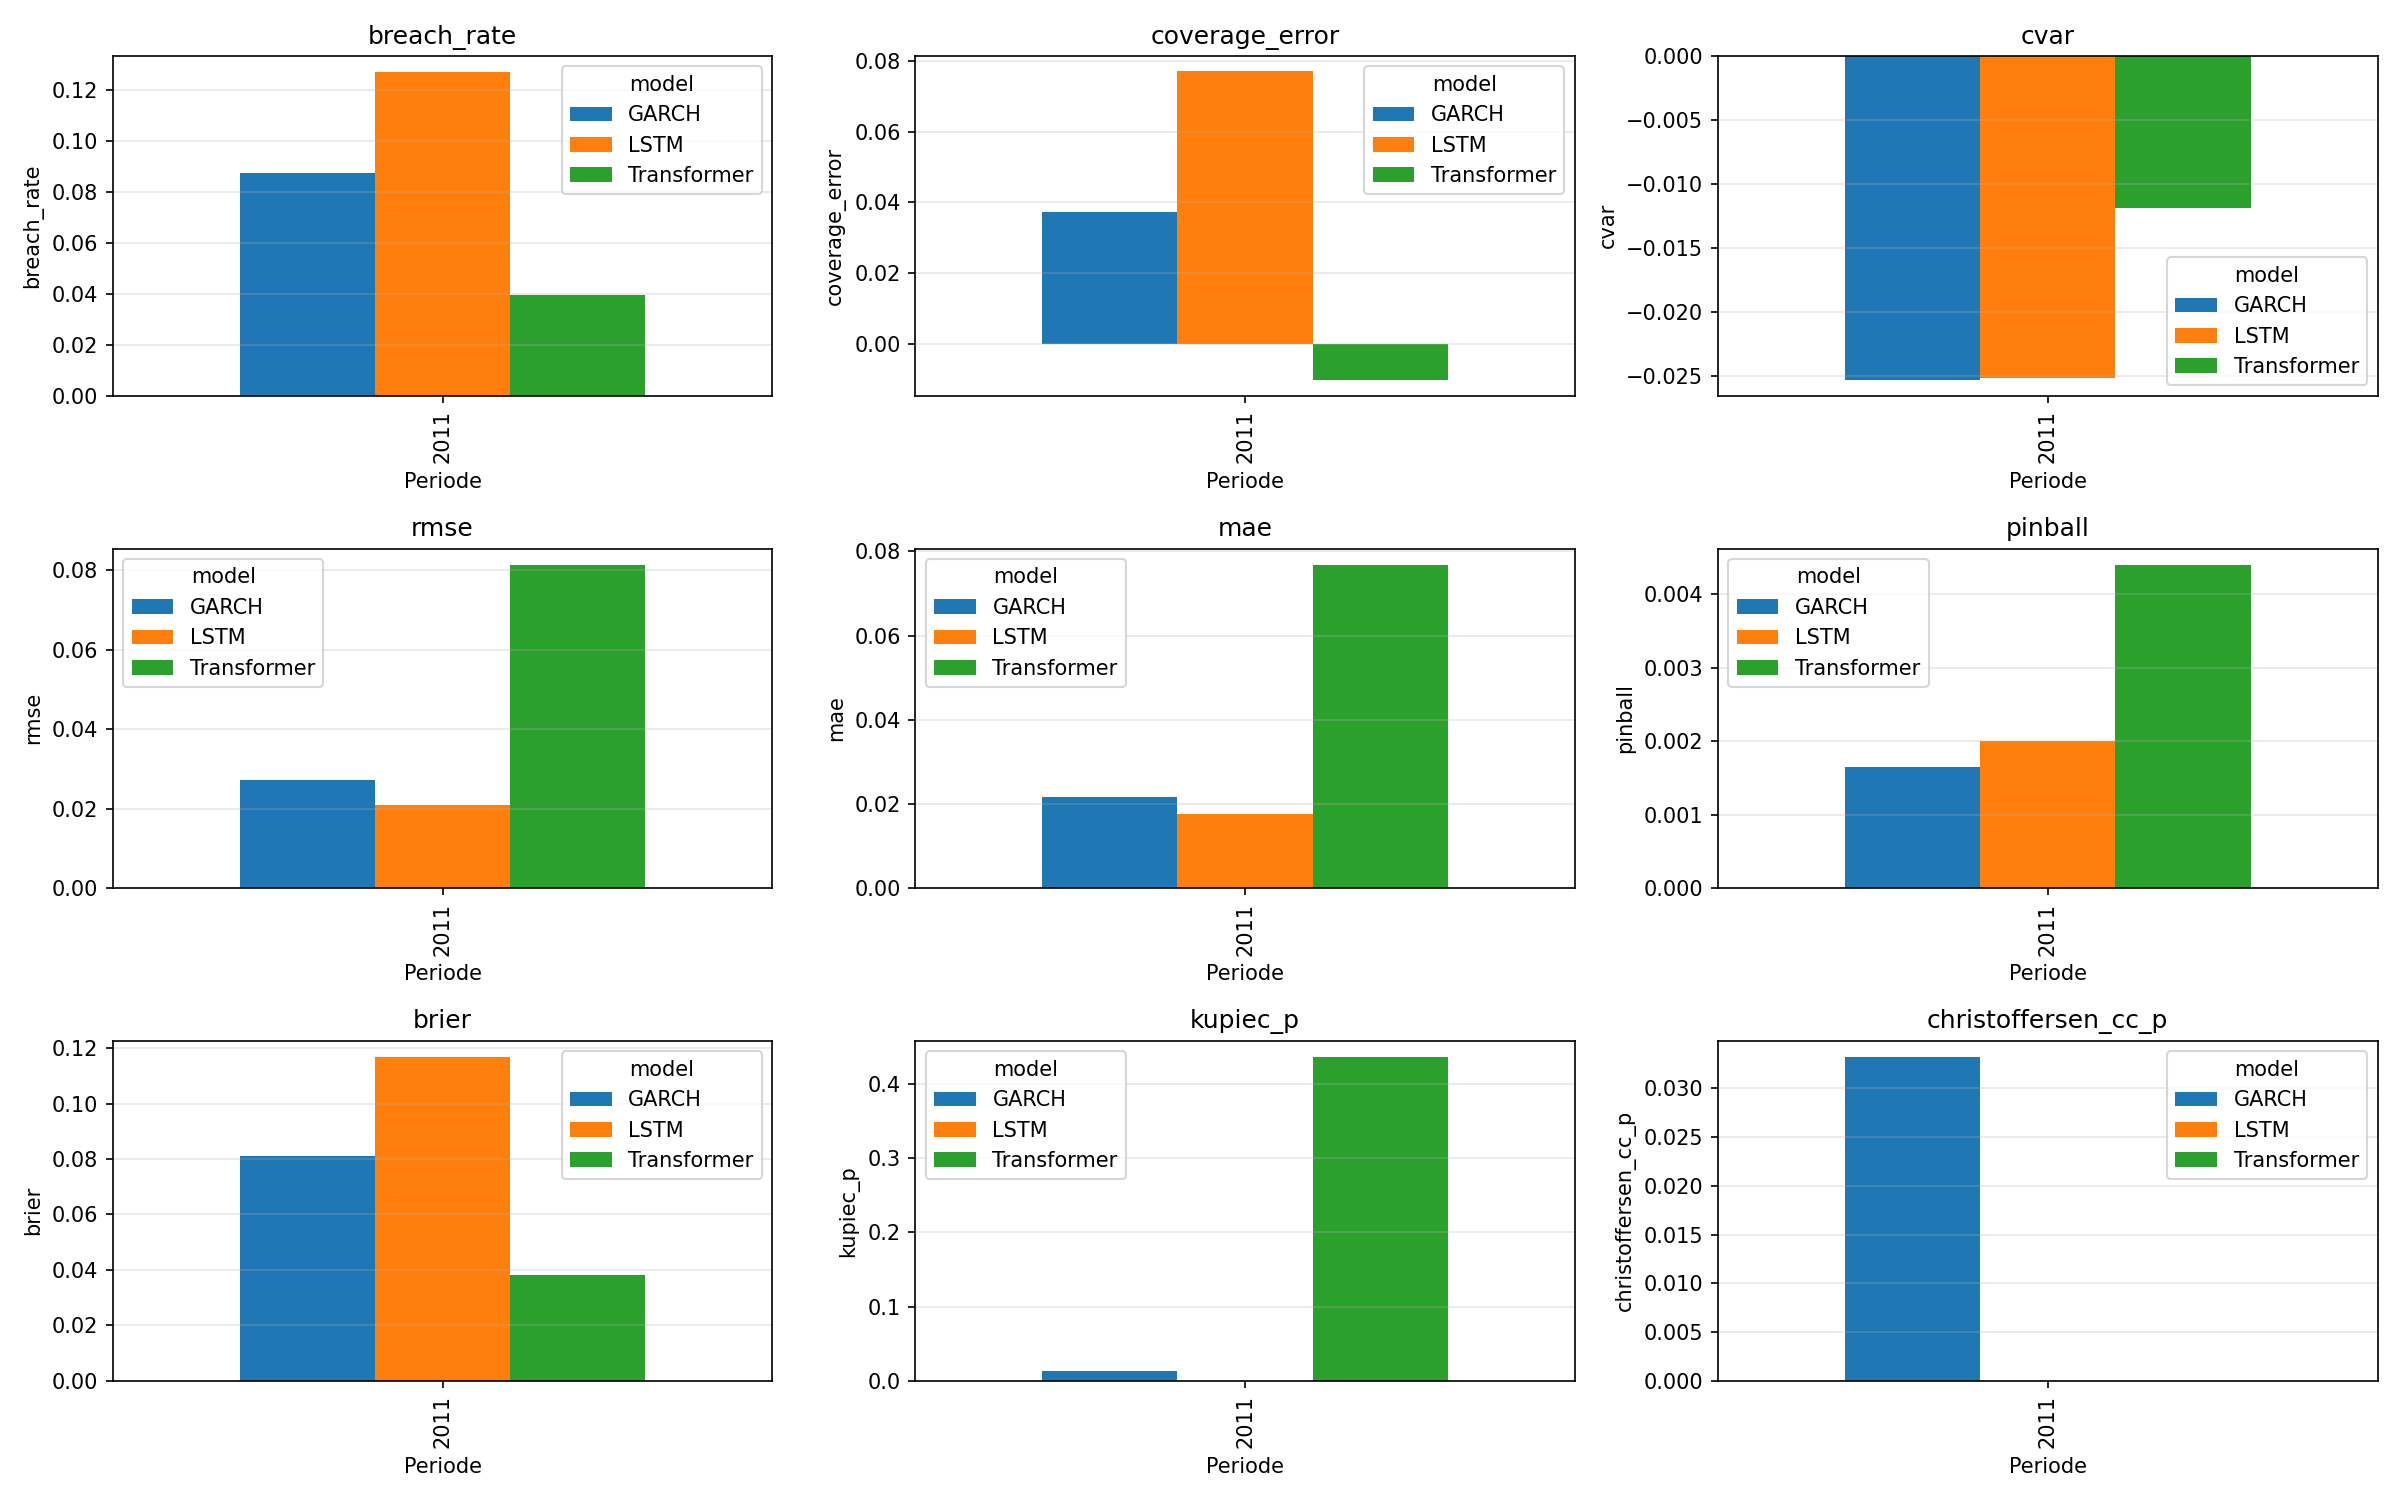 breach_rate
breach_rate
0.12
0.10
0.08
0.06
0.04
0.02
0.00
model
GARCH
LSTM
Transformer
2011
Periode
coverage_error
coverage_error
0.08
0.06
0.04
0.02
0.00
model
GARCH
LSTM
Transformer
2011
Periode
cvar
cvar
0.000
−0.005
−0.010
−0.015
−0.020
−0.025
model
GARCH
LSTM
Transformer
2011
Periode
rmse
rmse
0.08
0.06
0.04
0.02
0.00
model
GARCH
LSTM
Transformer
2011
Periode
mae
mae
0.08
0.06
0.04
0.02
0.00
model
GARCH
LSTM
Transformer
2011
Periode
pinball
pinball
0.004
0.003
0.002
0.001
0.000
model
GARCH
LSTM
Transformer
2011
Periode
brier
brier
0.12
0.10
0.08
0.06
0.04
0.02
0.00
model
GARCH
LSTM
Transformer
2011
Periode
kupiec_p
kupiec_p
0.4
0.3
0.2
0.1
0.0
model
GARCH
LSTM
Transformer
2011
Periode
christoffersen_cc_p
christoffersen_cc_p
0.030
0.025
0.020
0.015
0.010
0.005
0.000
model
GARCH
LSTM
Transformer
2011
Periode